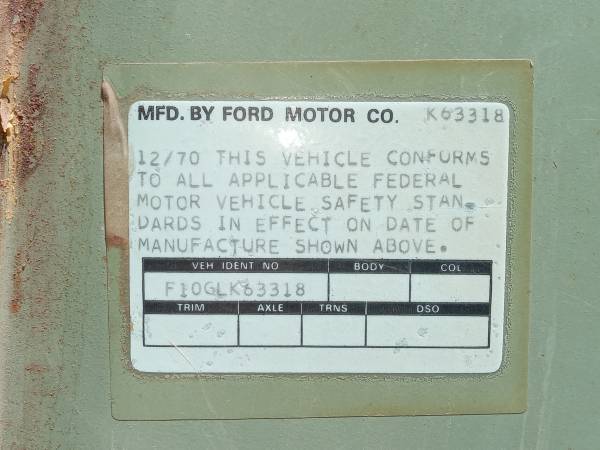 MFD. BY FORD MOTOR CO. K63318
12/70 THIS VEHICLE CONFORMS
TO ALL APPLICABLE FEDERAL
MOTOR VEHICLE SAFETY STAN-
DARDS IN EFFECT ON DATE OF
MANUFACTURE SHOWN ABOVE.
VEH IDENT NO BODY COL
F10GLK63318
TRIM AXLE TRNS DSO